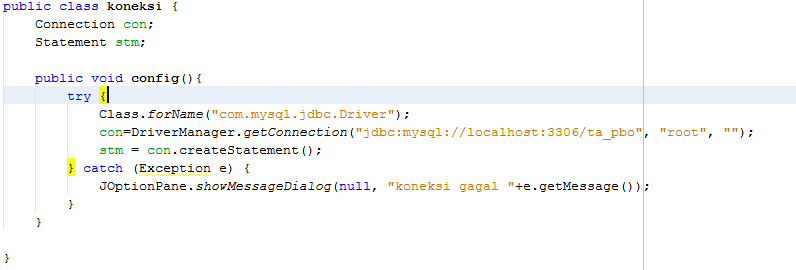 public class koneksi {
Connection con;
Statement stm;
public void config(){
try {
Class.forName("com.mysql.jdbc.Driver");
con=DriverManager.getConnection("jdbc:mysql://localhost:3306/ta_pbo", "root", "");
stm = con.createStatement();
} catch (Exception e) {
JOptionPane.showMessageDialog(null, "koneksi gagal "+e.getMessage());
}
}
}